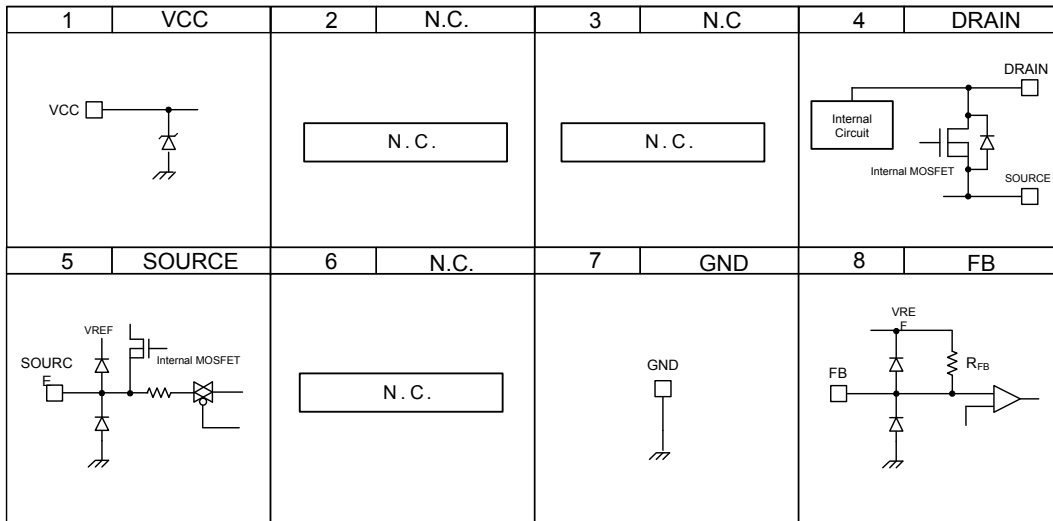 1 VCC 2 N.C. 3 N.C 4 DRAIN
VCC
N.C.
N.C.
DRAIN
Internal
Circuit
Internal MOSFET
SOURCE
5 SOURCE 6 N.C. 7 GND 8 FB
VREF
Internal MOSFET
SOURC
E
N.C.
GND
VRE
F
RFB
FB